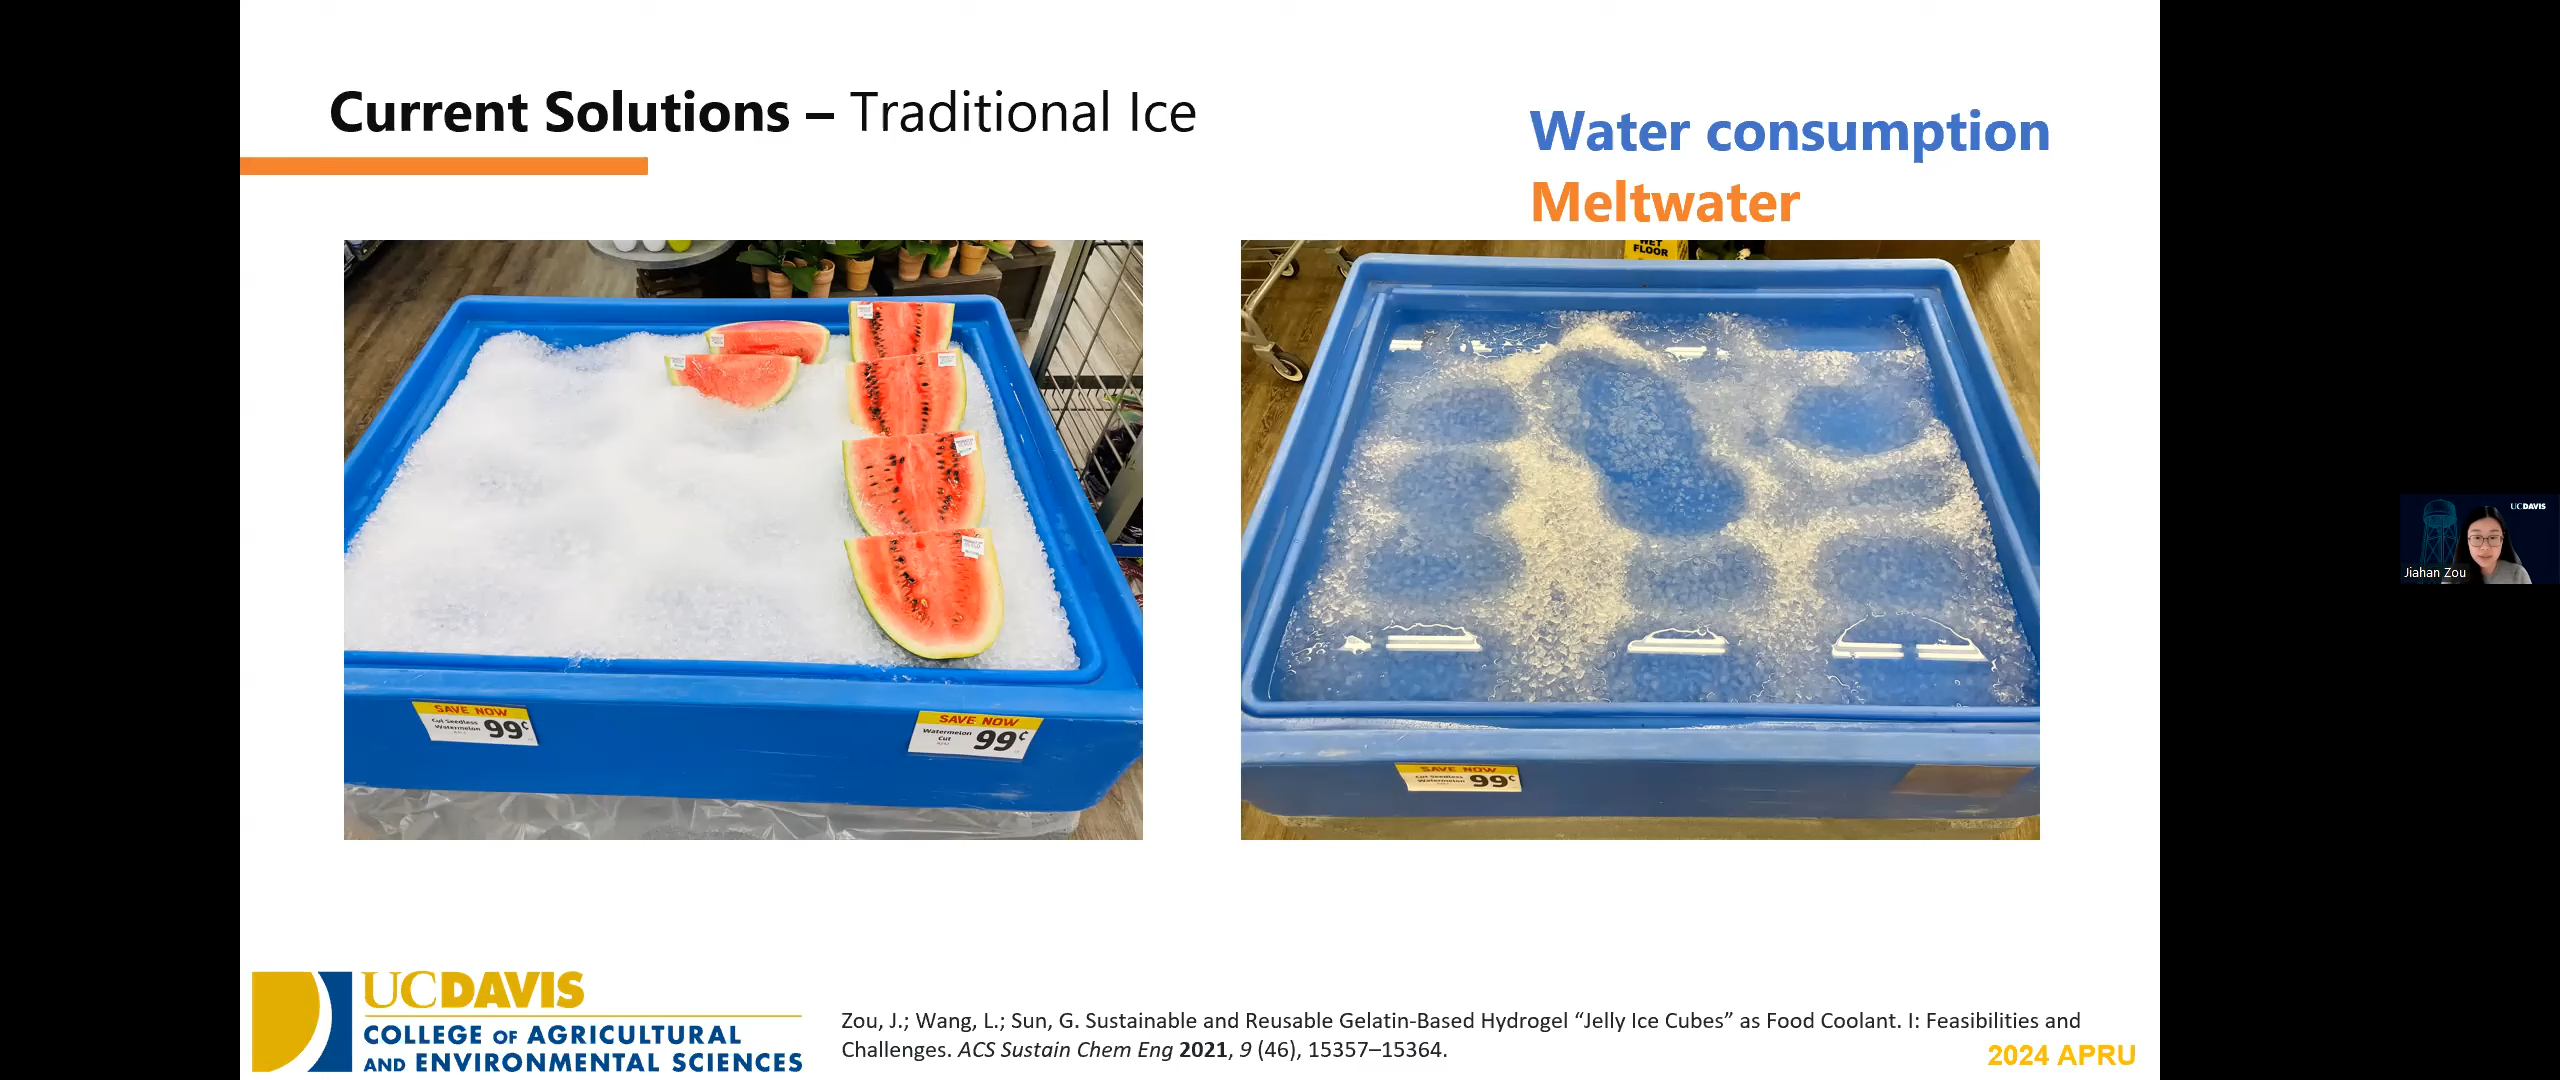 Current Solutions – Traditional Ice
Water consumption
Meltwater
WET
FLOOR
SAVE NOW
Cut Seedless
Watermelon
99¢
SAVE NOW
Watermelon
Cut
99¢
SAVE NOW
Cut Seedless
Watermelon
99¢
UCDAVIS
Jiahan Zou
UCDAVIS
COLLEGE OF AGRICULTURAL
AND ENVIRONMENTAL SCIENCES
Zou, J.; Wang, L.; Sun, G. Sustainable and Reusable Gelatin-Based Hydrogel “Jelly Ice Cubes” as Food Coolant. I: Feasibilities and
Challenges. ACS Sustain Chem Eng 2021, 9 (46), 15357–15364.
2024 APRU